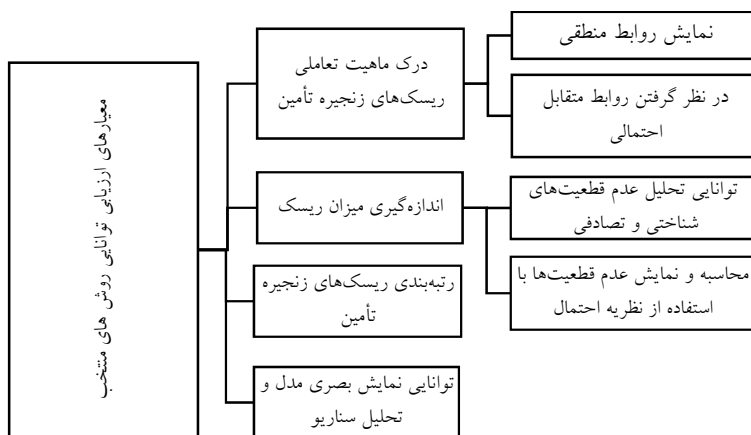 معیارهای ارزیابی توانایی روش های منتخب
درک ماهیت تعاملی
ریسک‌های زنجیره تأمین
نمایش روابط منطقی
در نظر گرفتن روابط متقابل
احتمالی
اندازه‌گیری میزان ریسک
توانایی تحلیل عدم قطعیت‌های
شناختی و تصادفی
محاسبه و نمایش عدم قطعیت‌ها با
استفاده از نظریه احتمال
رتبه‌بندی ریسک‌های زنجیره
تأمین
توانایی نمایش بصری مدل و
تحلیل سناریو